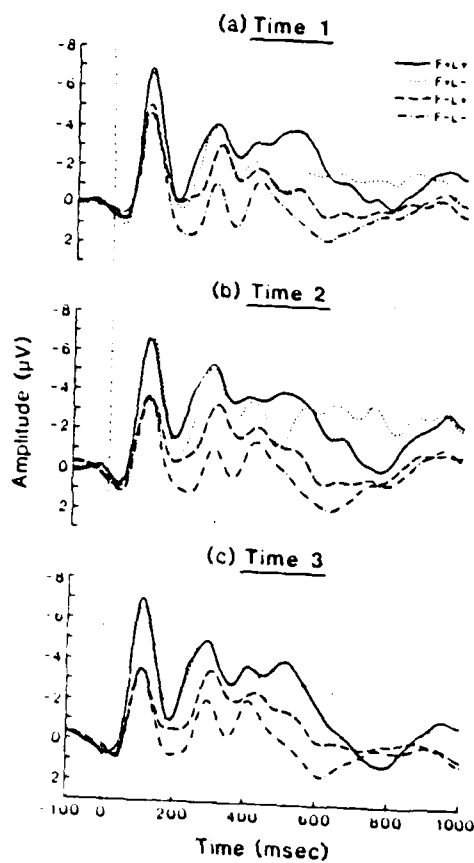 (a) Time 1
F+L+
F+L-
F-L+
F-L-
-8
-6
-4
-2
0
2
(b) Time 2
-8
-6
-4
-2
0
2
Amplitude (µV)
(c) Time 3
-8
-6
-4
-2
0
2
-100 0 200 400 600 800 1000
Time (msec)